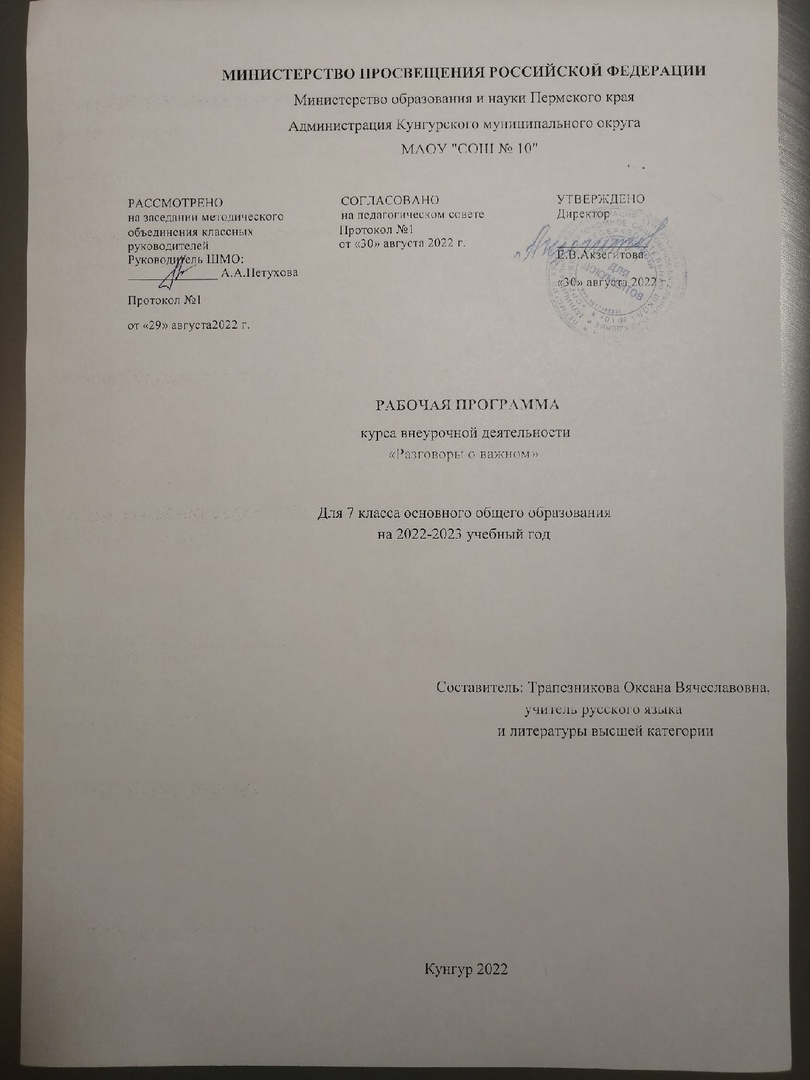 МИНИСТЕРСТВО ПРОСВЕЩЕНИЯ РОССИЙСКОЙ ФЕДЕРАЦИИ
Министерство образования и науки Пермского края
Администрация Кунгурского муниципального округа
МАОУ "СОШ № 10"
РАССМОТРЕНО
на заседании методического
объединения классных
руководителей
Руководитель ШМО:
А.А.Петухова
Протокол №1
от «29» августа2022 г.
СОГЛАСОВАНО
на педагогическом совете
Протокол №1
от «30» августа 2022 г.
УТВЕРЖДЕНО
Директор
Е.В.Акзегитова
«30» августа 2022 г.
ДЛЯ
ДОКУМЕНТОВ
РАБОЧАЯ ПРОГРАММА
курса внеурочной деятельности
«Разговоры о важном»
Для 7 класса основного общего образования
на 2022-2023 учебный год
Составитель: Трапезникова Оксана Вячеславовна,
учитель русского языка
и литературы высшей категории
Кунгур 2022